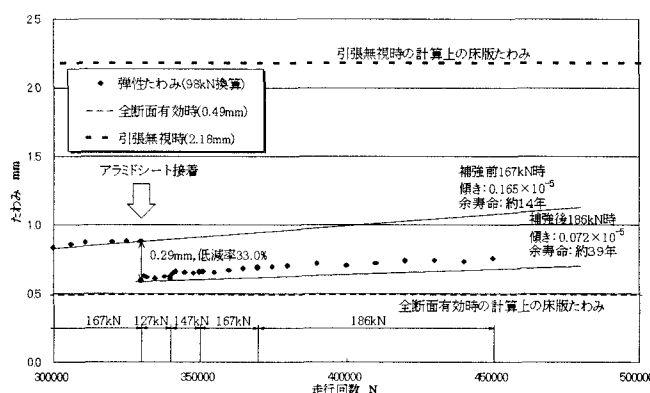 2.5
引張無視時の計算上の床版たわみ
2.0
◆ 弾性たわみ(98kN換算)
全断面有効時(0.49mm)
引張無視時(2.18mm)
1.5
たわみ mm
アラミドシート接着
補強前167kN時
傾き:0.165×10⁻⁵
余寿命:約14年
1.0
補強後186kN時
傾き:0.072×10⁻⁵
余寿命:約39年
0.29mm,低減率33.0%
0.5
全断面有効時の計算上の床版たわみ
167kN 127kN 147kN 167kN 186kN
0.0
300000 350000 400000 450000 500000
走行回数 N